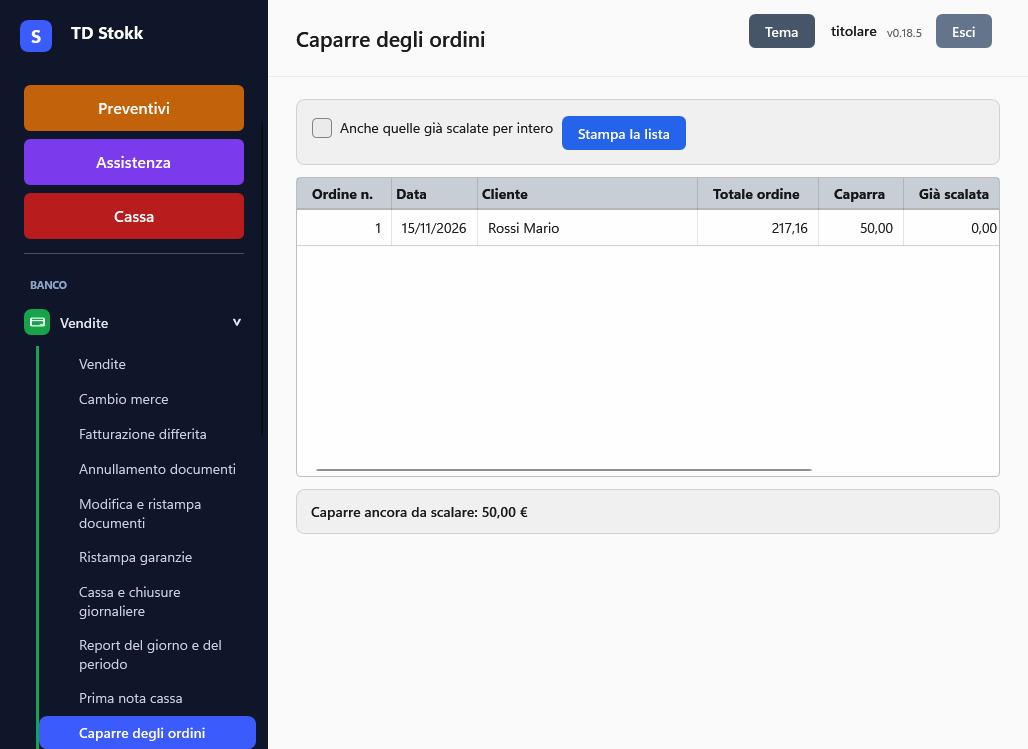 S
TD Stokk
Caparre degli ordini
Tema
titolare
v0.18.5
Esci
Preventivi
Assistenza
Cassa
BANCO
Vendite
Vendite
Cambio merce
Fatturazione differita
Annullamento documenti
Modifica e ristampa
documenti
Ristampa garanzie
Cassa e chiusure
giornaliere
Report del giorno e del
periodo
Prima nota cassa
Caparre degli ordini
Anche quelle già scalate per intero
Stampa la lista
Ordine n. Data Cliente Totale ordine Caparra Già scalata
1 15/11/2026 Rossi Mario 217,16 50,00 0,00
Caparre ancora da scalare: 50,00 €